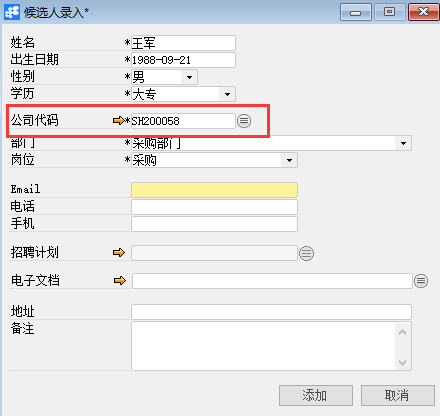 候选人录入*
姓名 *王军
出生日期 *1988-09-21
性别 *男
学历 *大专
公司代码 *SH200058
部门 *采购部门
岗位 *采购
Email
电话
手机
招聘计划
电子文档
地址
备注
添加 取消